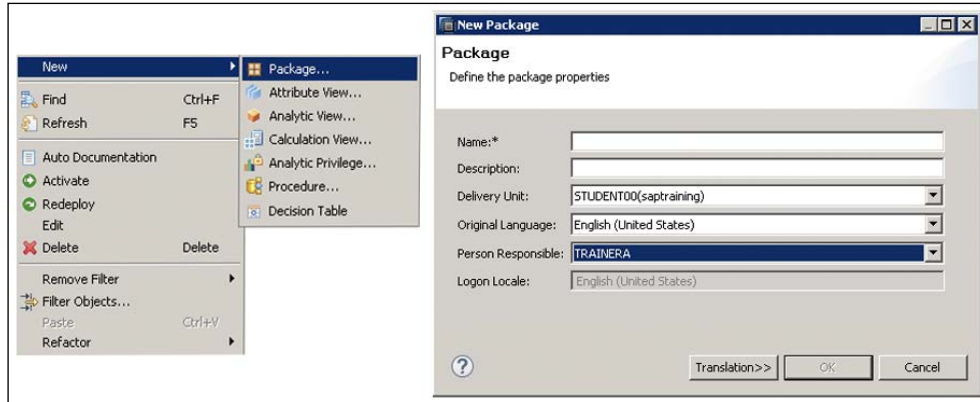 New
Find Ctrl+F
Refresh F5
Auto Documentation
Activate
Redeploy
Edit
Delete Delete
Remove Filter
Filter Objects...
Paste Ctrl+V
Refactor
Package...
Attribute View...
Analytic View...
Calculation View...
Analytic Privilege...
Procedure...
Decision Table
New Package
Package
Define the package properties
Name:*
Description:
Delivery Unit: STUDENT00(saptraining)
Original Language: English (United States)
Person Responsible: TRAINERA
Logon Locale: English (United States)
? Translation>> OK Cancel